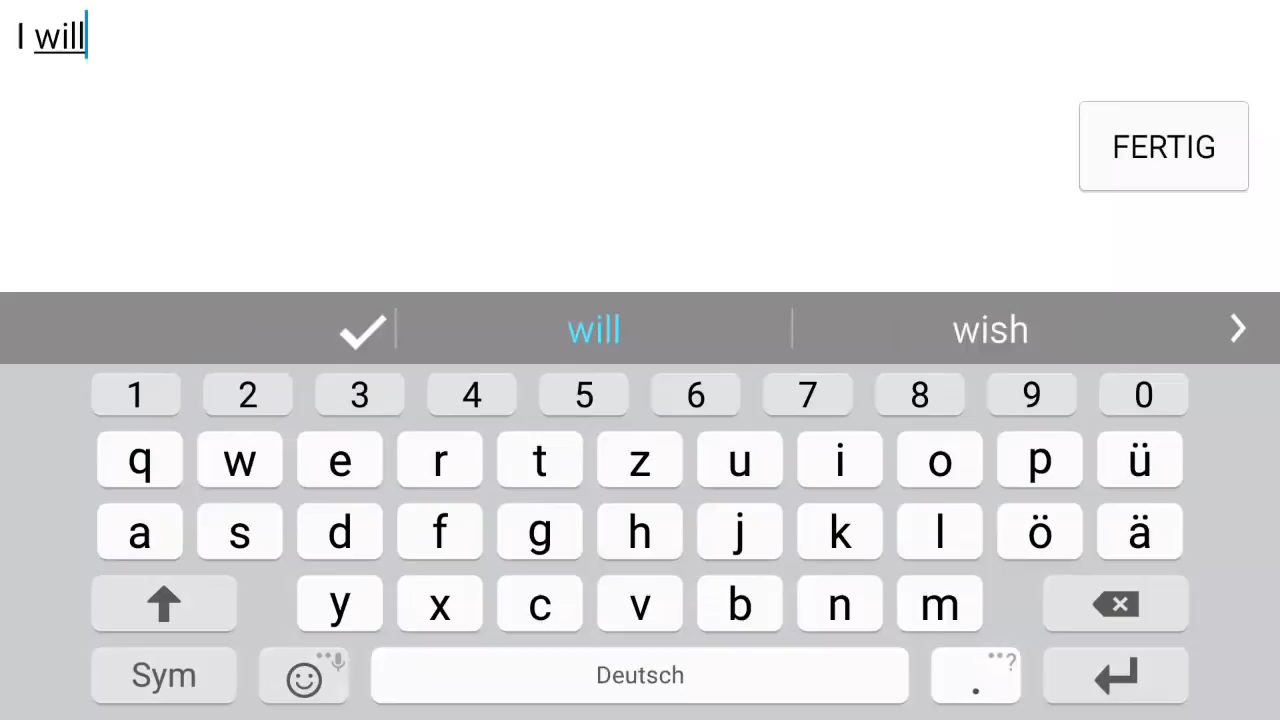 I will
FERTIG
will wish
1 2 3 4 5 6 7 8 9 0
q w e r t z u i o p ü
a s d f g h j k l ö ä
y x c v b n m
Sym Deutsch . ?